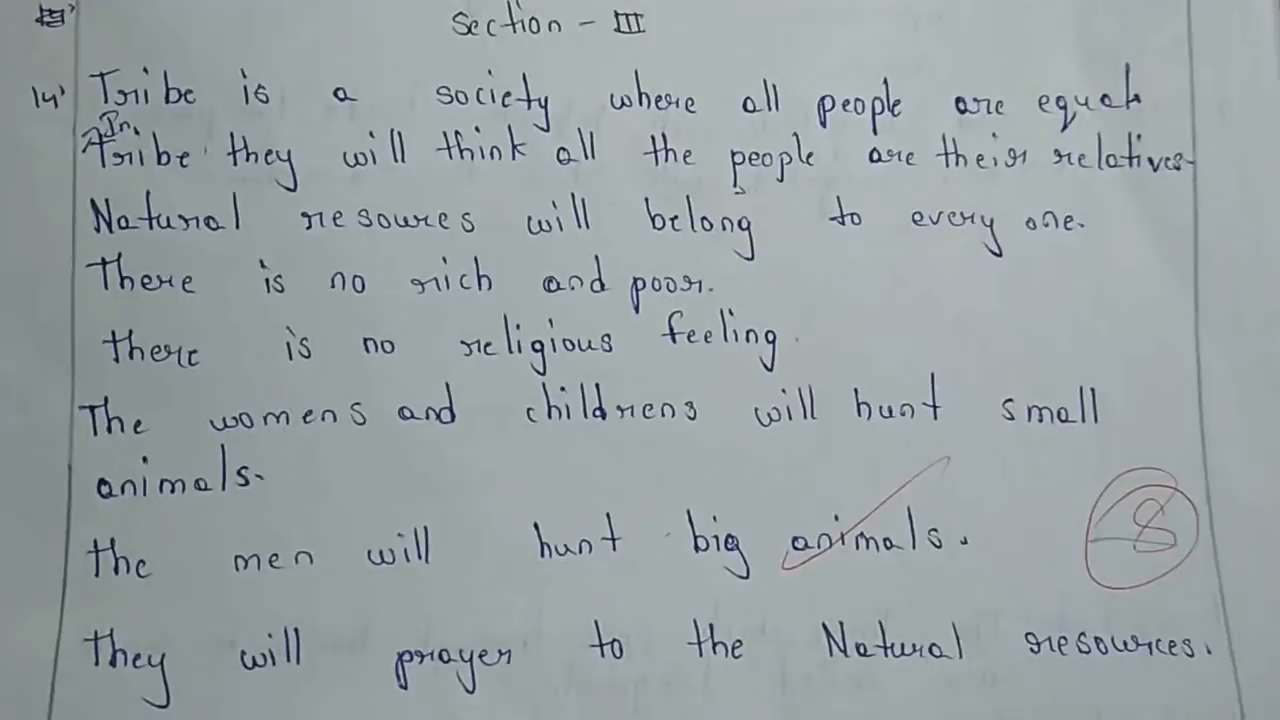 Section - III
14' Tribe is a society where all people are equal.
In,
Tribe they will think all the people are their relatives
Natural resoures will belong to every one.
There is no rich and poor.
there is no religious feeling.
The womens and childrens will hunt small
animals.
the men will hunt big animals.
8
they will prayer to the Natural resources.